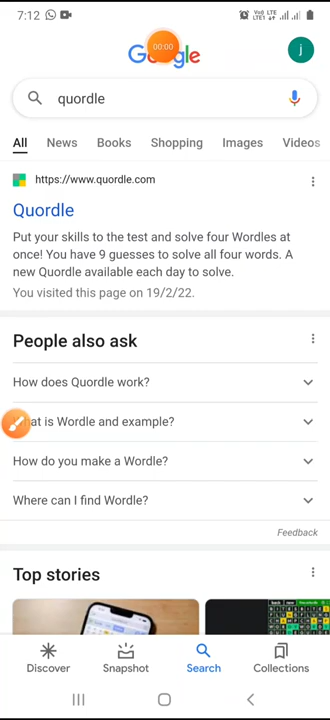 7:12
VoI) LTE
LTE1
00:00
j
quordle
All News Books Shopping Images Videos
https://www.quordle.com
Quordle
Put your skills to the test and solve four Wordles at
once! You have 9 guesses to solve all four words. A
new Quordle available each day to solve.
You visited this page on 19/2/22.
People also ask
How does Quordle work?
at is Wordle and example?
How do you make a Wordle?
Where can I find Wordle?
Feedback
Top stories
Discover Snapshot Search Collections